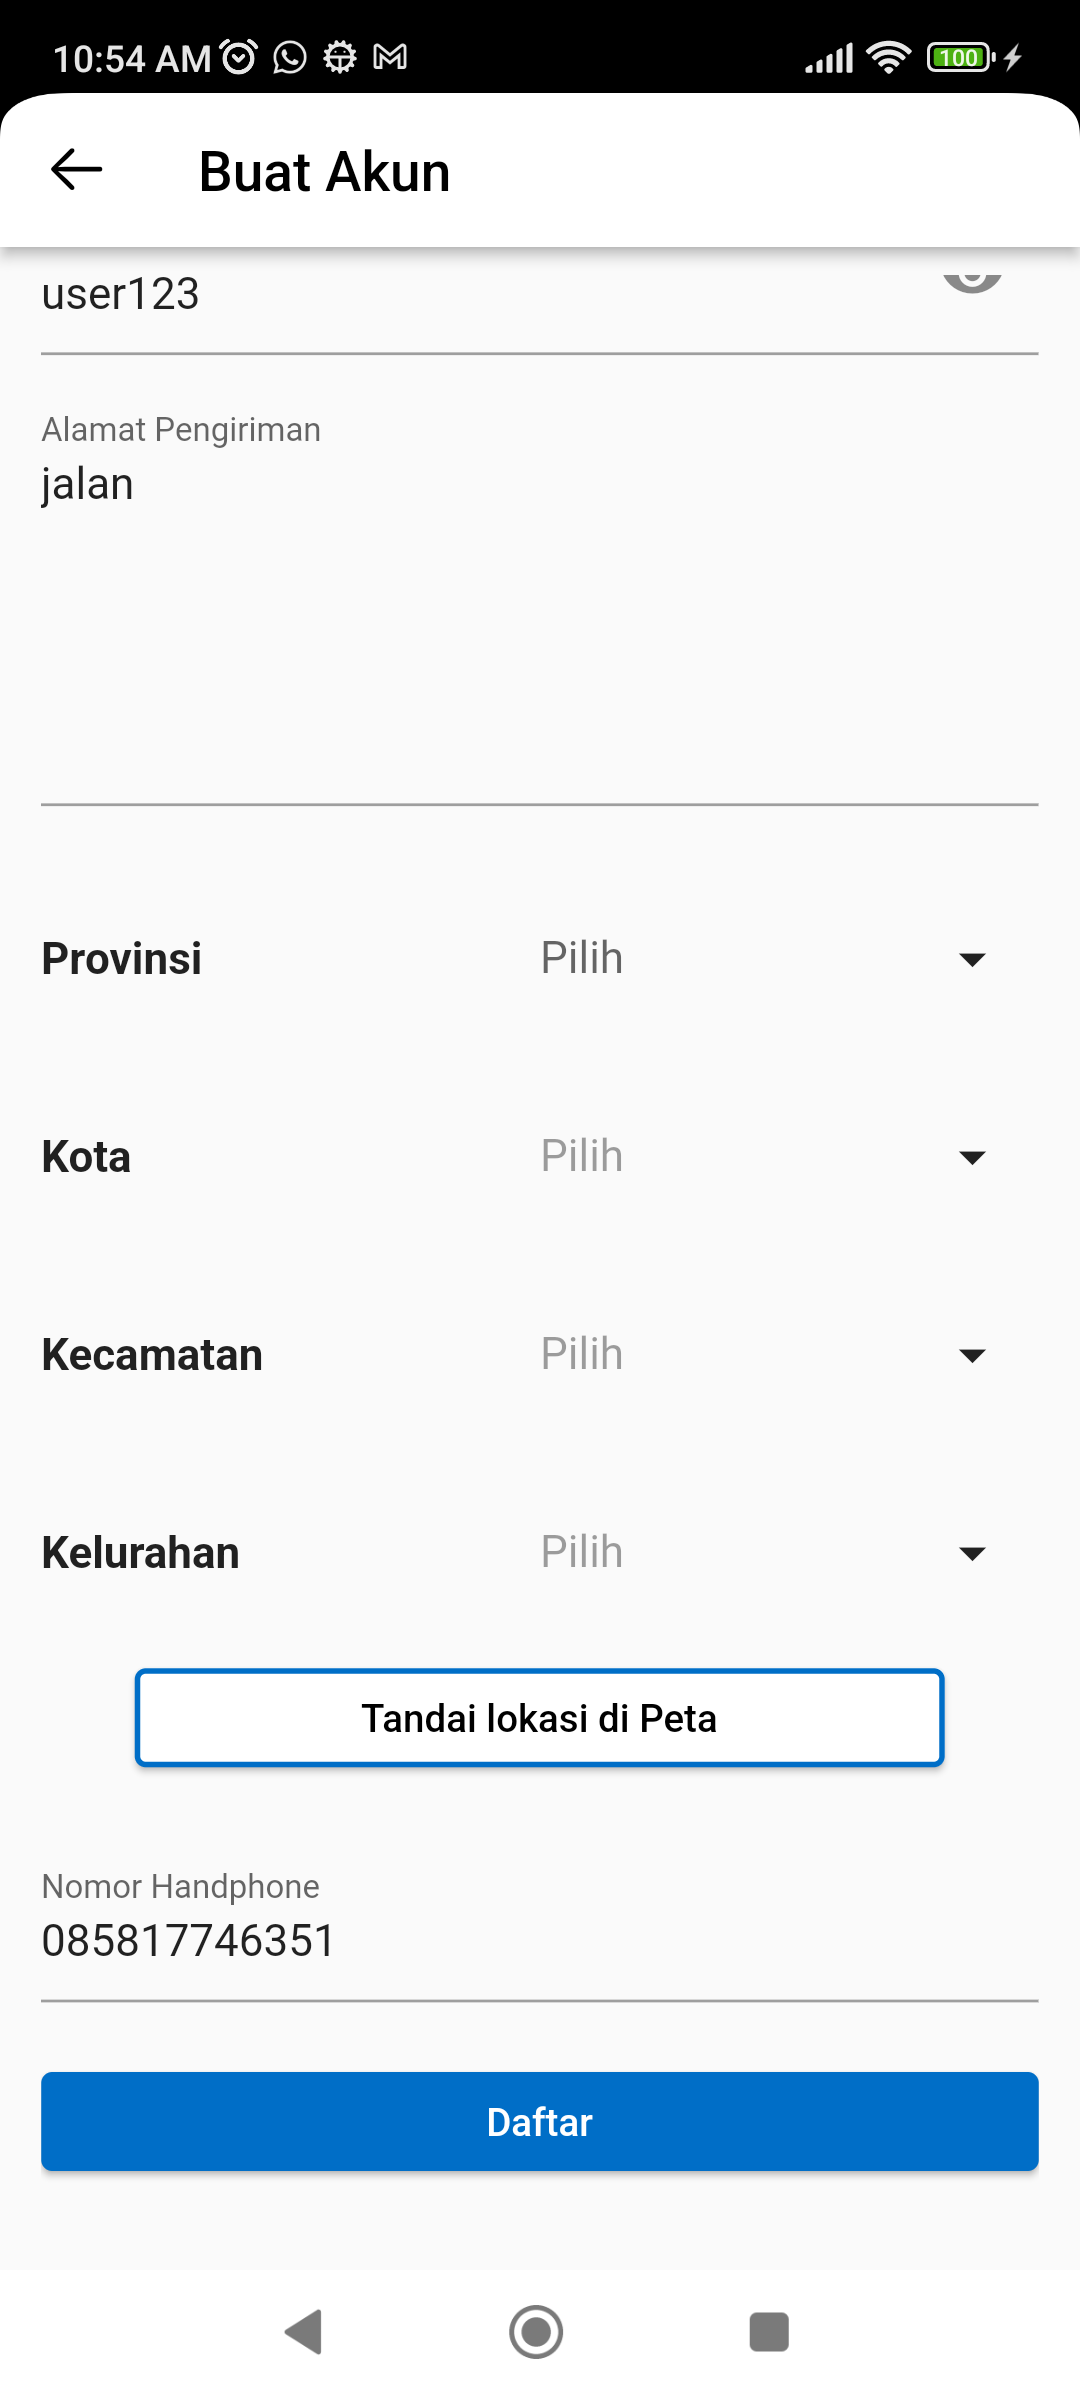 10:54 AM
100
Buat Akun
user123
Alamat Pengiriman
jalan
Provinsi Pilih
Kota Pilih
Kecamatan Pilih
Kelurahan Pilih
Tandai lokasi di Peta
Nomor Handphone
085817746351
Daftar